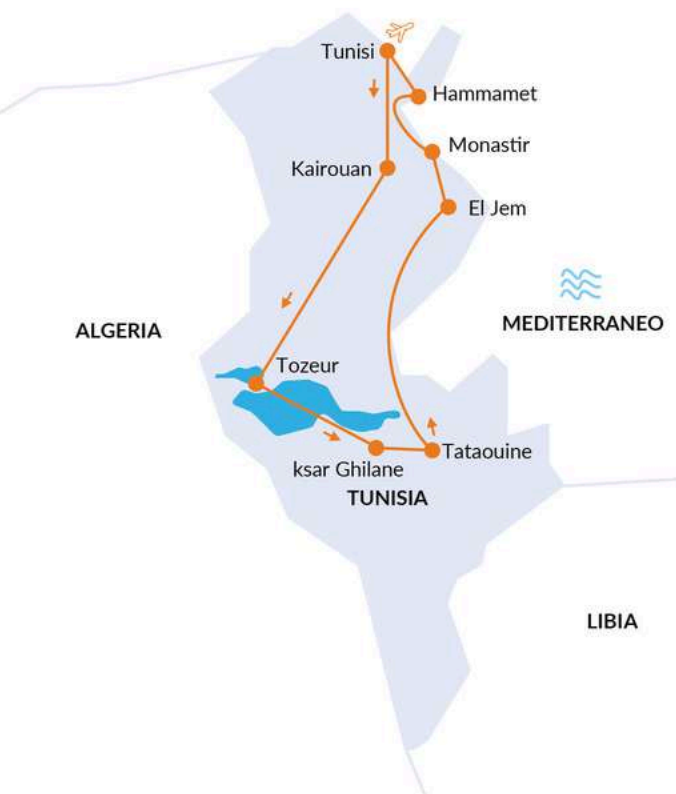 Tunisi
Hammamet
Monastir
Kairouan
El Jem
MEDITERRANEO
ALGERIA
Tozeur
Tataouine
ksar Ghilane
TUNISIA
LIBIA